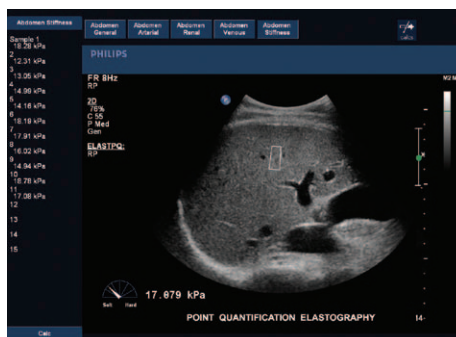 Abdomen Stiffness
Abdomen General
Abdomen Arterial
Abdomen Renal
Abdomen Venous
Abdomen Stiffness
Sample 1
18.28 kPa
2
12.31 kPa
3
13.05 kPa
4
14.99 kPa
5
14.16 kPa
6
18.19 kPa
7
17.91 kPa
8
16.02 kPa
9
14.94 kPa
10
18.78 kPa
11
17.08 kPa
12
13
14
15
Calc
PHILIPS
FR 8Hz
RP
2D
76%
C 55
P Med
Gen
ELASTPQ:
RP
M3
x
Soft Hard
17.079 kPa
POINT QUANTIFICATION ELASTOGRAPHY
14-